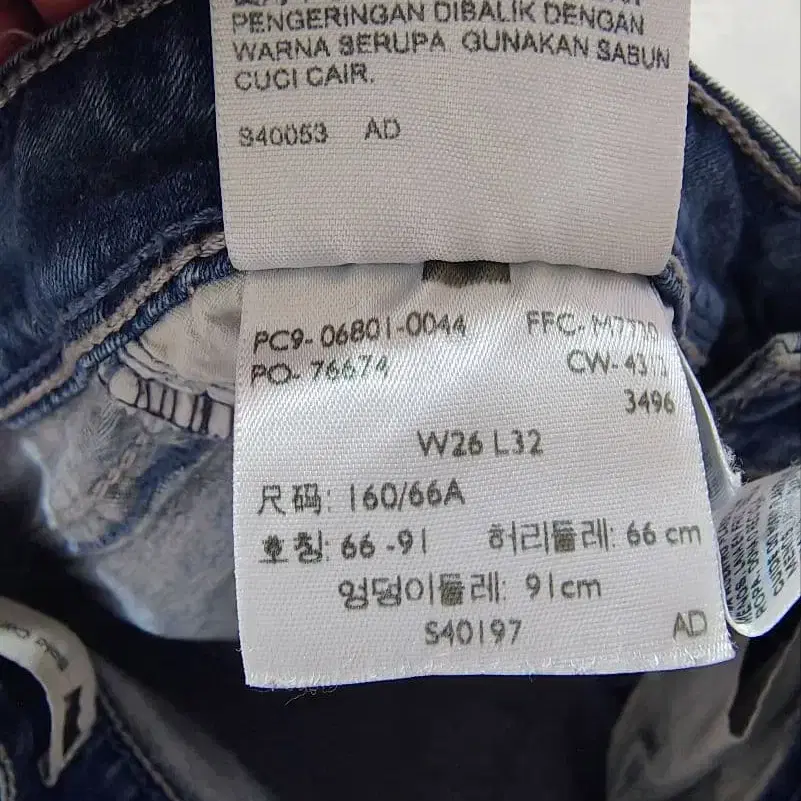 PENGERINGAN DIBALIK DENGAN
WARNA SERUPA. GUNAKAN SABUN
CUCI CAIR.
S40053 AD
PC9-06801-0044 FFC-
PO-76674
3496
W26 L32
尺码: 160/66A
호칭: 66-91 허리둘레: 66 cm
엉덩이둘레: 91cm
S40197 AD